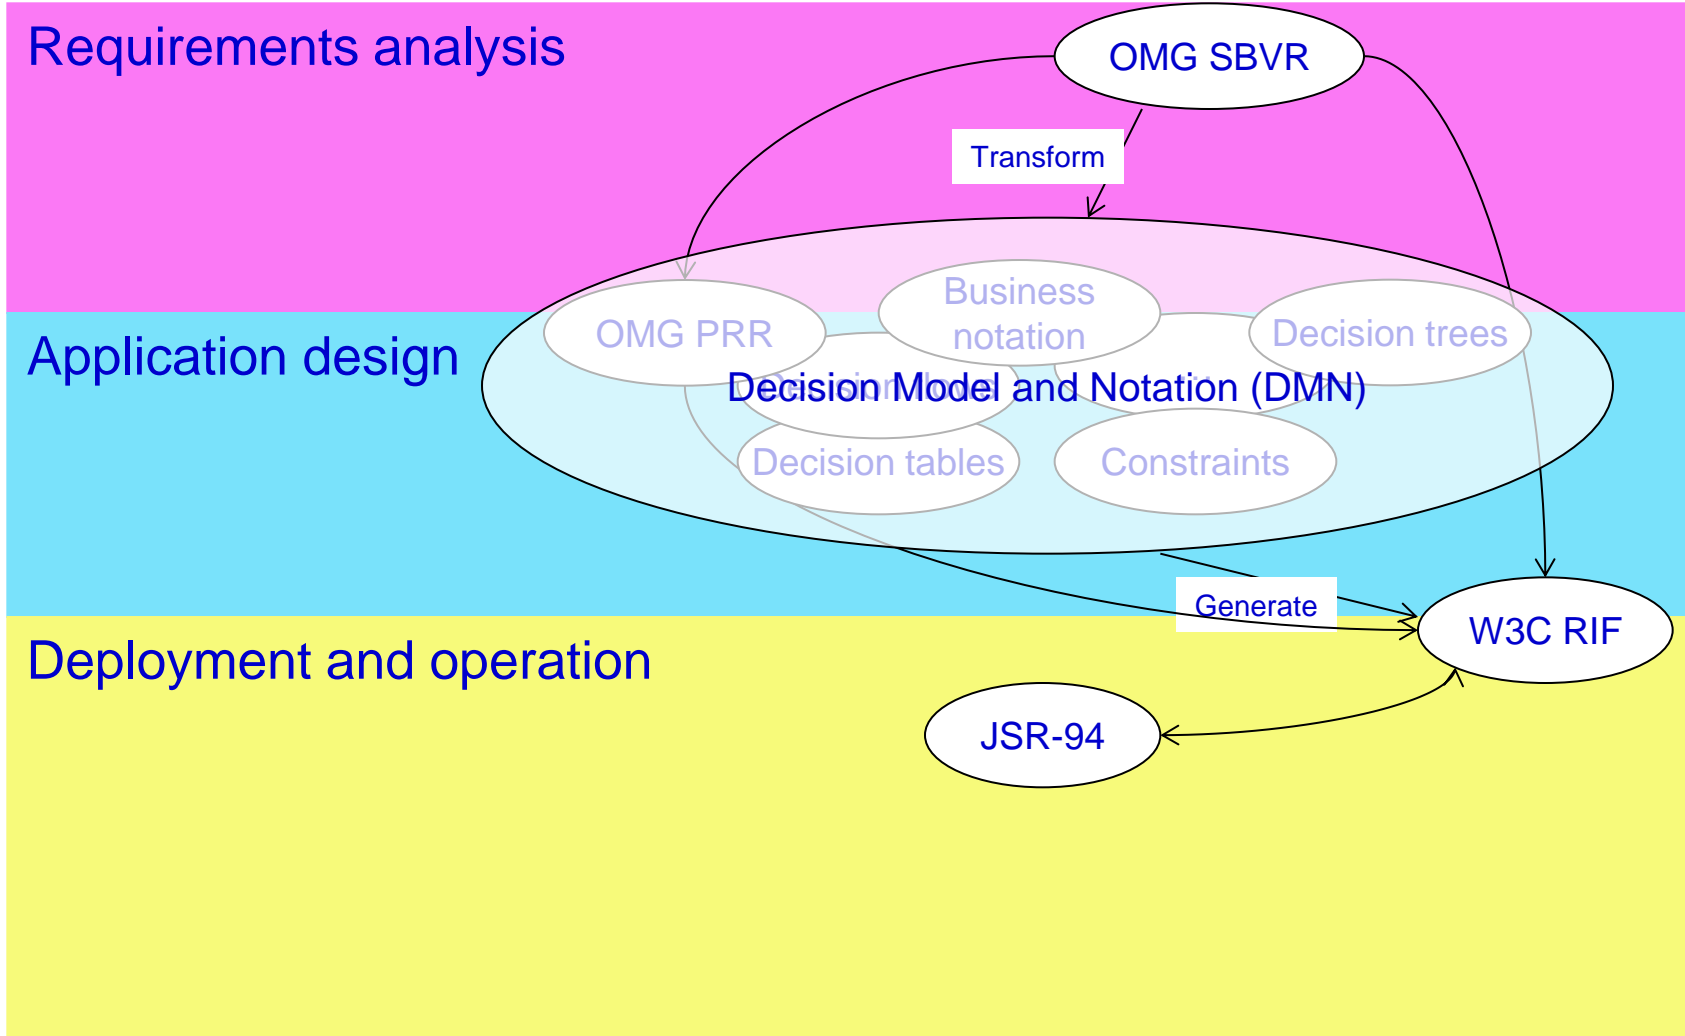 Requirements analysis
OMG SBVR
Transform
Business
notation
OMG PRR
Decision trees
Application design
Decision Model and Notation (DMN)
Decision tables
Constraints
Generate
W3C RIF
Deployment and operation
JSR-94